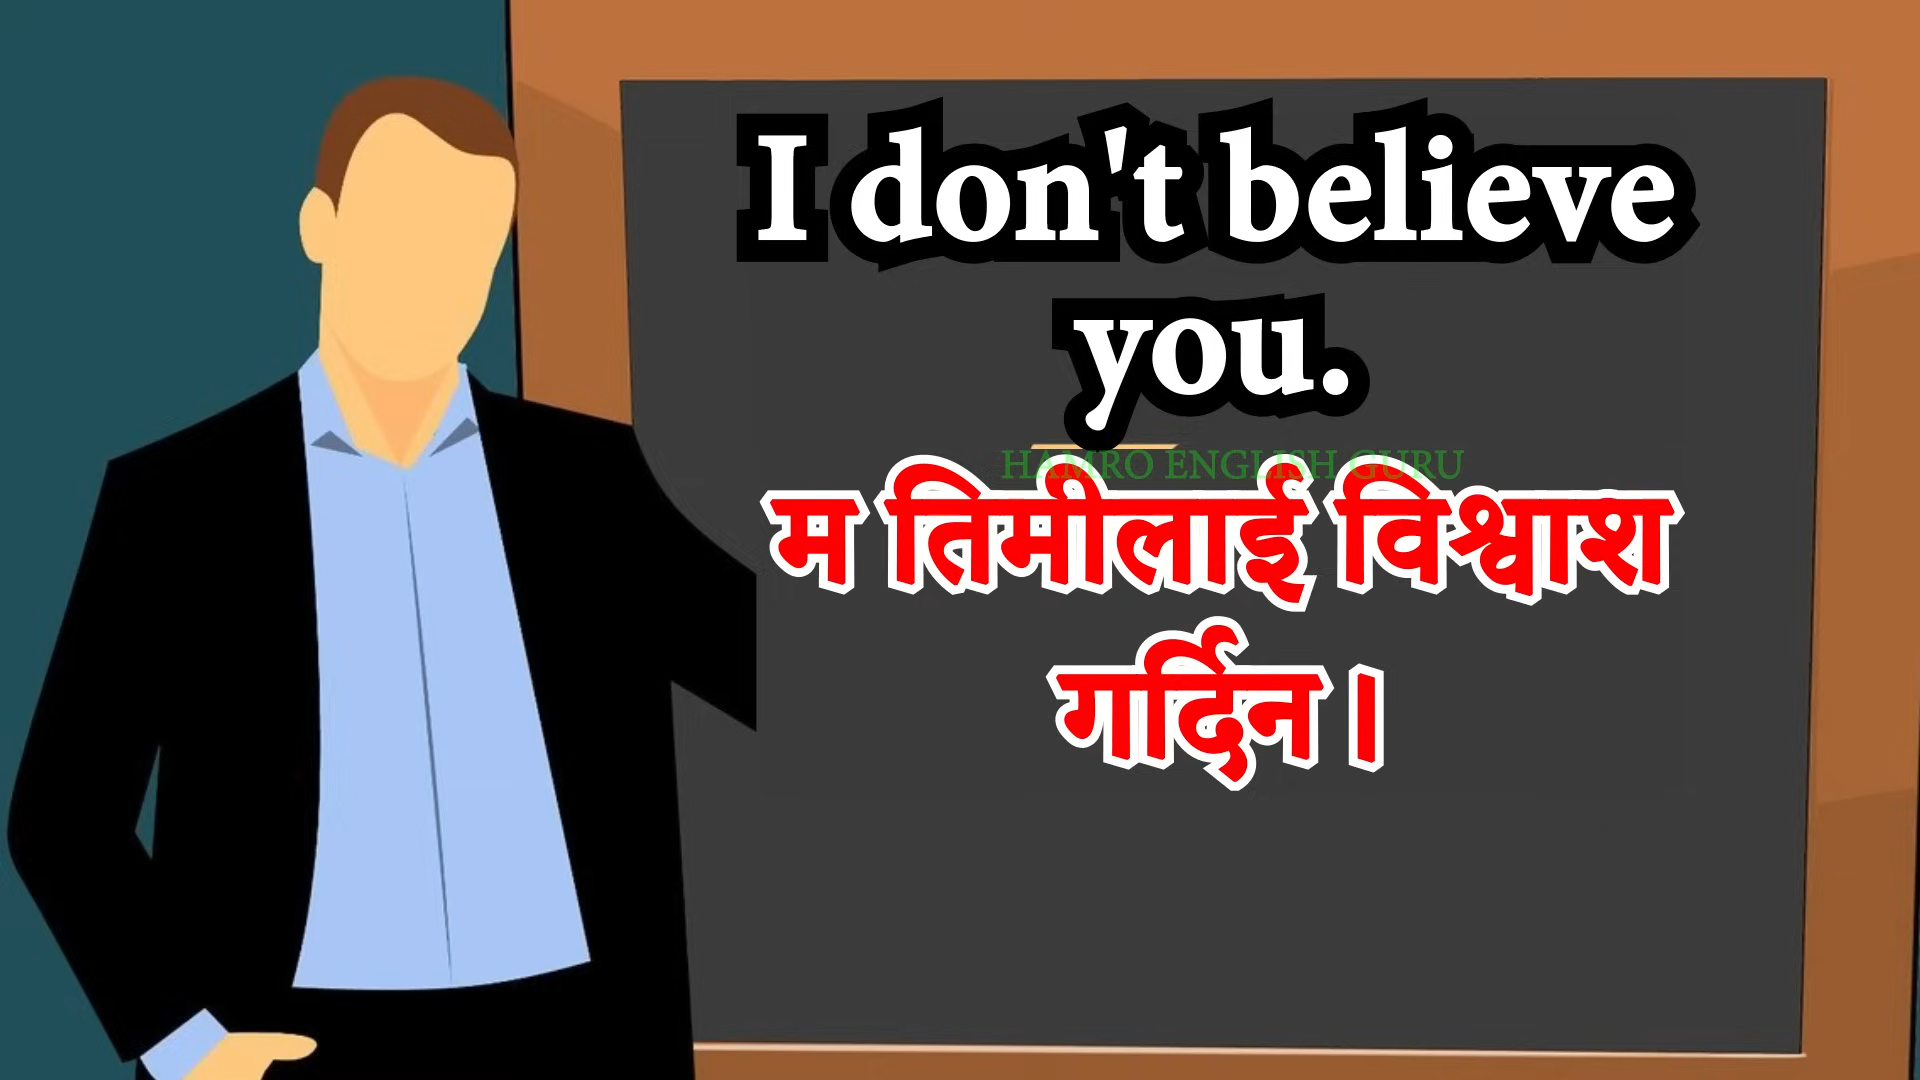 I don't believe
you.
HAMRO ENGLISH GURU
म तिमीलाई विश्वाश
गर्दिन ।